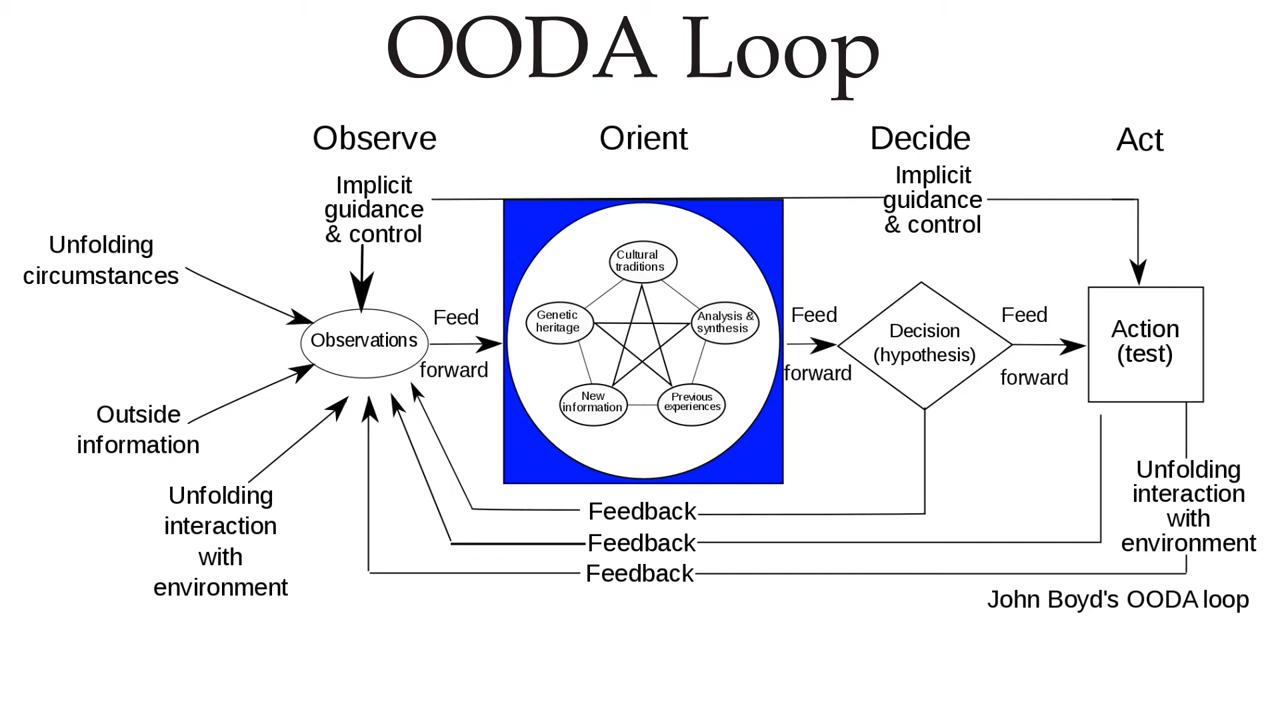 OODA Loop
Observe
Orient
Decide
Act
Implicit
guidance
& control
Implicit
guidance
& control
Unfolding
circumstances
Observations
Feed
forward
Cultural
traditions
Genetic
heritage
Analysis &
synthesis
New
information
Previous
experiences
Feed
forward
Decision
(hypothesis)
Feed
forward
Action
(test)
Outside
information
Unfolding
interaction
with
environment
Unfolding
interaction
with
environment
Feedback
Feedback
Feedback
John Boyd's OODA loop